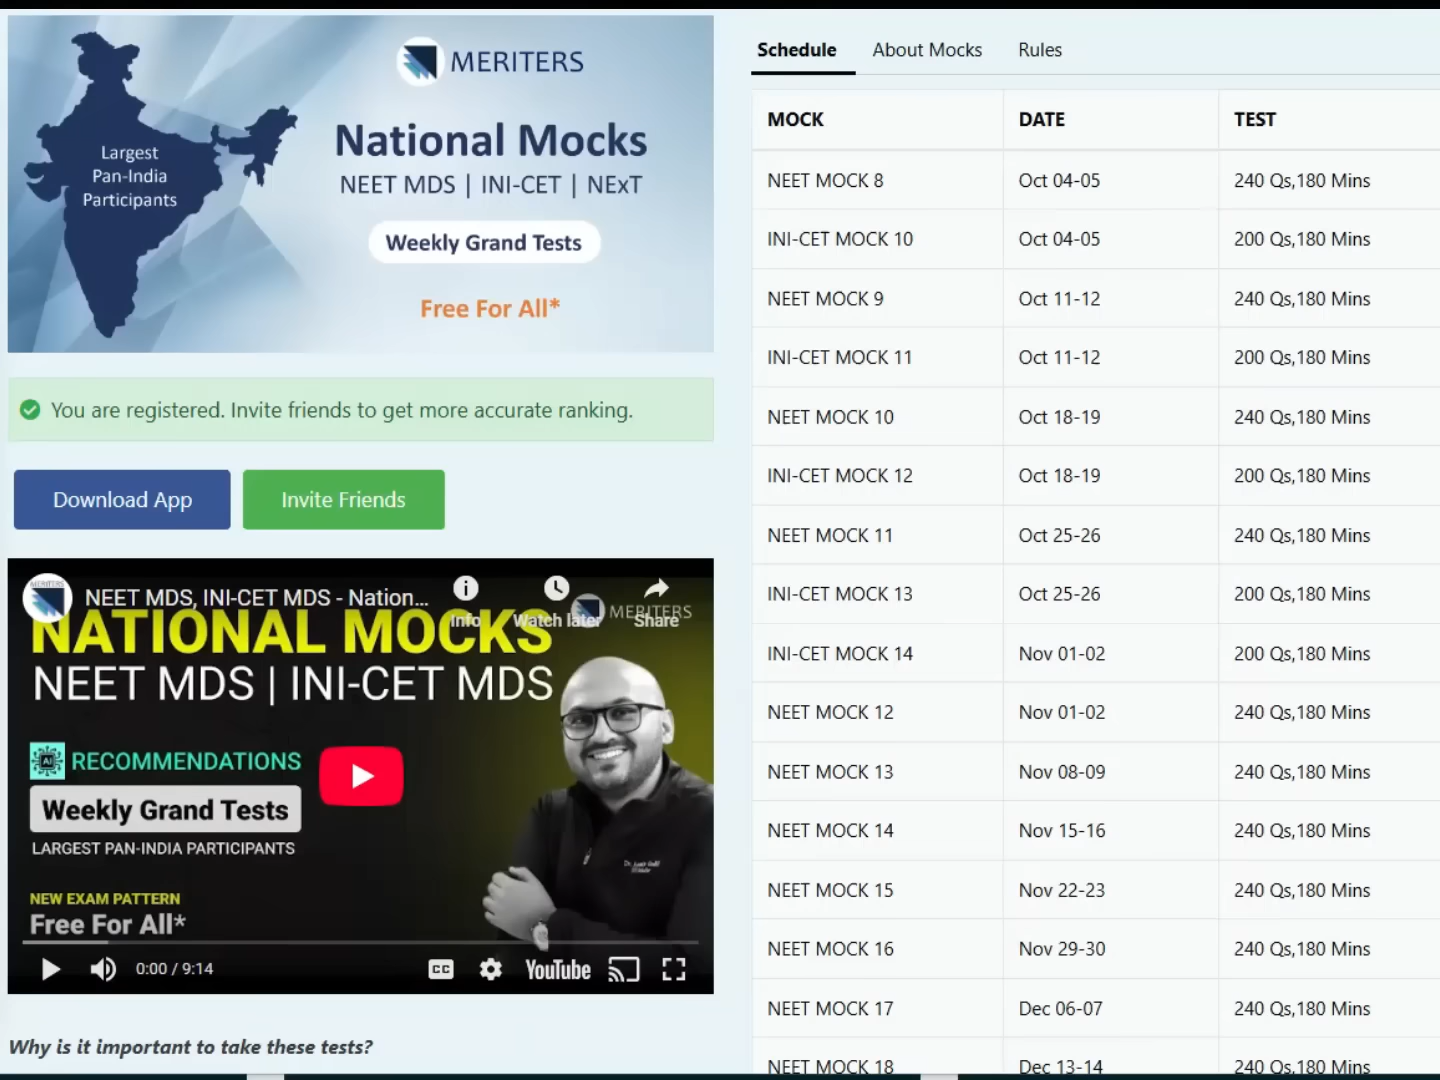 MERITERS
National Mocks
NEET MDS | INI-CET | NExT
Weekly Grand Tests
Free For All*
Largest
Pan-India
Participants
You are registered. Invite friends to get more accurate ranking.
Download App
Invite Friends
NEET MDS, INI-CET MDS - Nation...
Info
Watch later
Share
MERITERS
NATIONAL MOCKS
NEET MDS | INI-CET MDS
AI RECOMMENDATIONS
Weekly Grand Tests
LARGEST PAN-INDIA PARTICIPANTS
NEW EXAM PATTERN
Free For All*
0:00 / 9:14
CC
YouTube
Why is it important to take these tests?
Schedule About Mocks Rules
MOCK DATE TEST
NEET MOCK 8 Oct 04-05 240 Qs,180 Mins
INI-CET MOCK 10 Oct 04-05 200 Qs,180 Mins
NEET MOCK 9 Oct 11-12 240 Qs,180 Mins
INI-CET MOCK 11 Oct 11-12 200 Qs,180 Mins
NEET MOCK 10 Oct 18-19 240 Qs,180 Mins
INI-CET MOCK 12 Oct 18-19 200 Qs,180 Mins
NEET MOCK 11 Oct 25-26 240 Qs,180 Mins
INI-CET MOCK 13 Oct 25-26 200 Qs,180 Mins
INI-CET MOCK 14 Nov 01-02 200 Qs,180 Mins
NEET MOCK 12 Nov 01-02 240 Qs,180 Mins
NEET MOCK 13 Nov 08-09 240 Qs,180 Mins
NEET MOCK 14 Nov 15-16 240 Qs,180 Mins
NEET MOCK 15 Nov 22-23 240 Qs,180 Mins
NEET MOCK 16 Nov 29-30 240 Qs,180 Mins
NEET MOCK 17 Dec 06-07 240 Qs,180 Mins
NEET MOCK 18 Dec 13-14 240 Qs,180 Mins